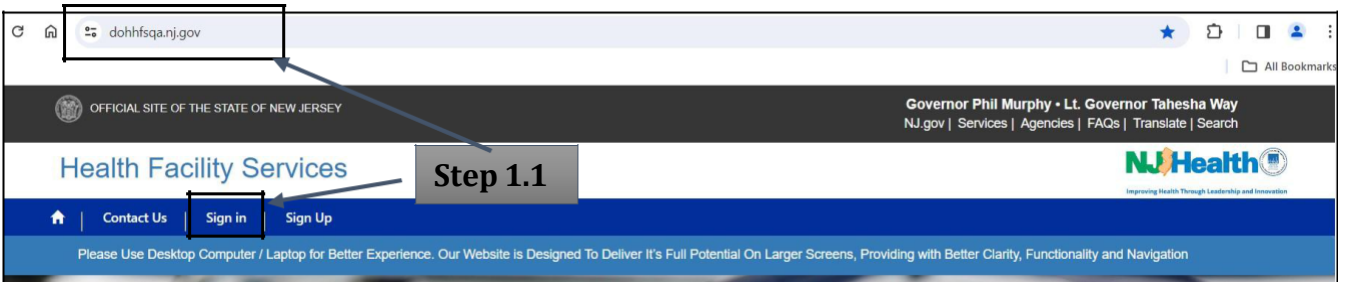 dohhfsqa.nj.gov
All Bookmarks
OFFICIAL SITE OF THE STATE OF NEW JERSEY
Governor Phil Murphy • Lt. Governor Tahesha Way
NJ.gov | Services | Agencies | FAQs | Translate | Search
Health Facility Services
Step 1.1
NJHealth
Improving Health Through Leadership and Innovation
Contact Us | Sign in | Sign Up
Please Use Desktop Computer / Laptop for Better Experience. Our Website is Designed To Deliver It's Full Potential On Larger Screens, Providing with Better Clarity, Functionality and Navigation